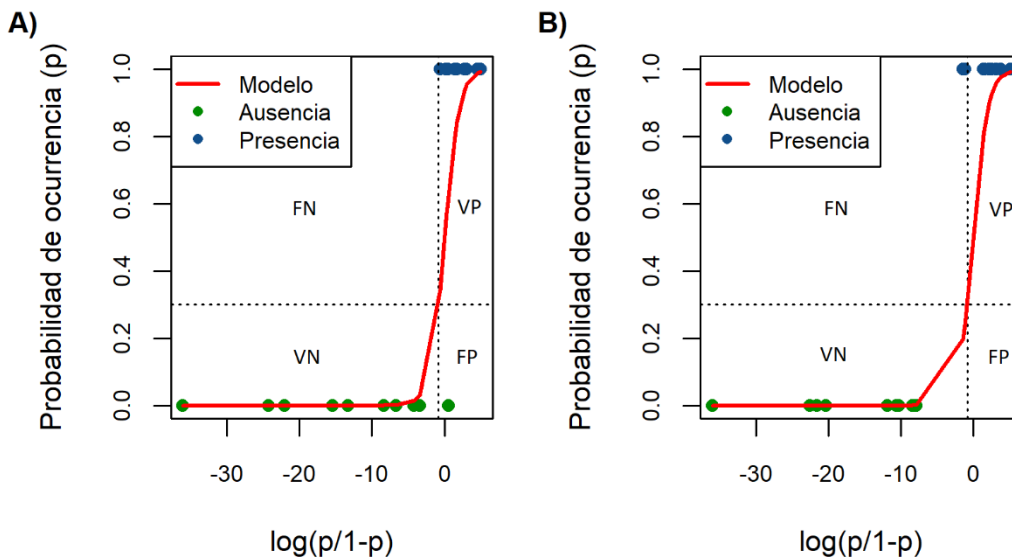 A)
Probabilidad de ocurrencia (p)
1.0
0.8
0.6
0.4
0.2
0.0
Modelo
Ausencia
Presencia
FN
VP
VN
FP
-30
-20
-10
0
log(p/1-p)
B)
Probabilidad de ocurrencia (p)
1.0
0.8
0.6
0.4
0.2
0.0
Modelo
Ausencia
Presencia
FN
VP
VN
FP
-30
-20
-10
0
log(p/1-p)